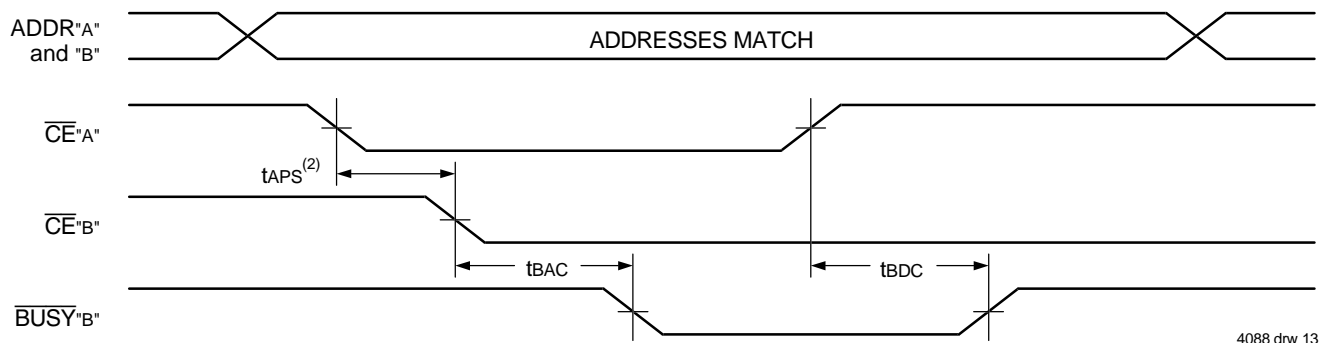 ADDR"A"
and "B"
ADDRESSES MATCH
CE"A"
tAPS(2)
CE"B"
tBAC
tBDC
BUSY"B"
4088 drw 13